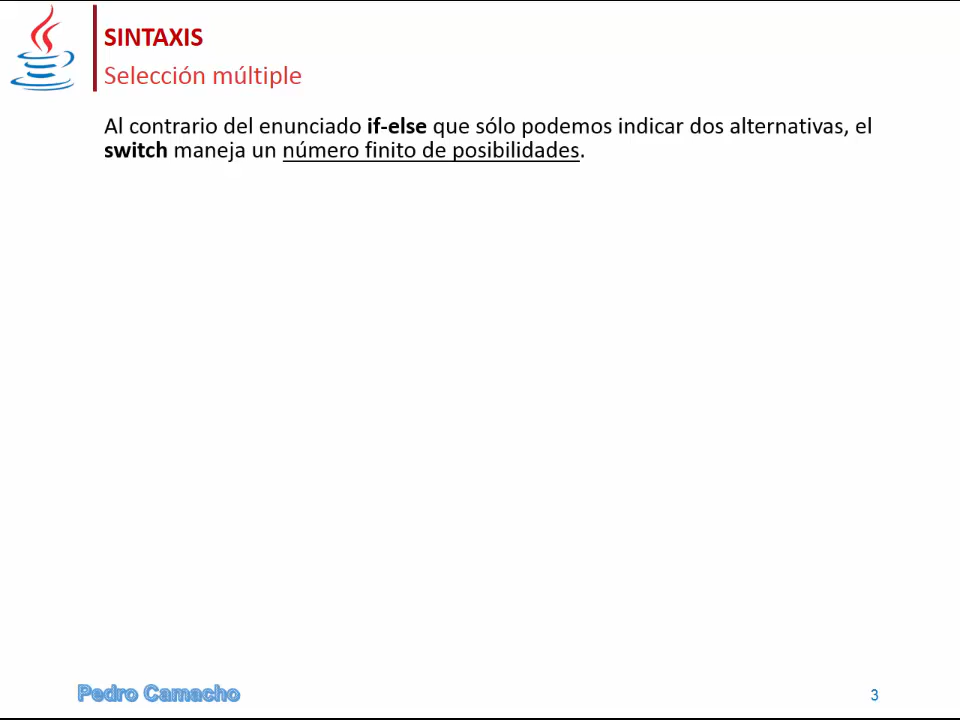 SINTAXIS
Selección múltiple
Al contrario del enunciado if-else que sólo podemos indicar dos alternativas, el
switch maneja un número finito de posibilidades.
Pedro Camacho
3